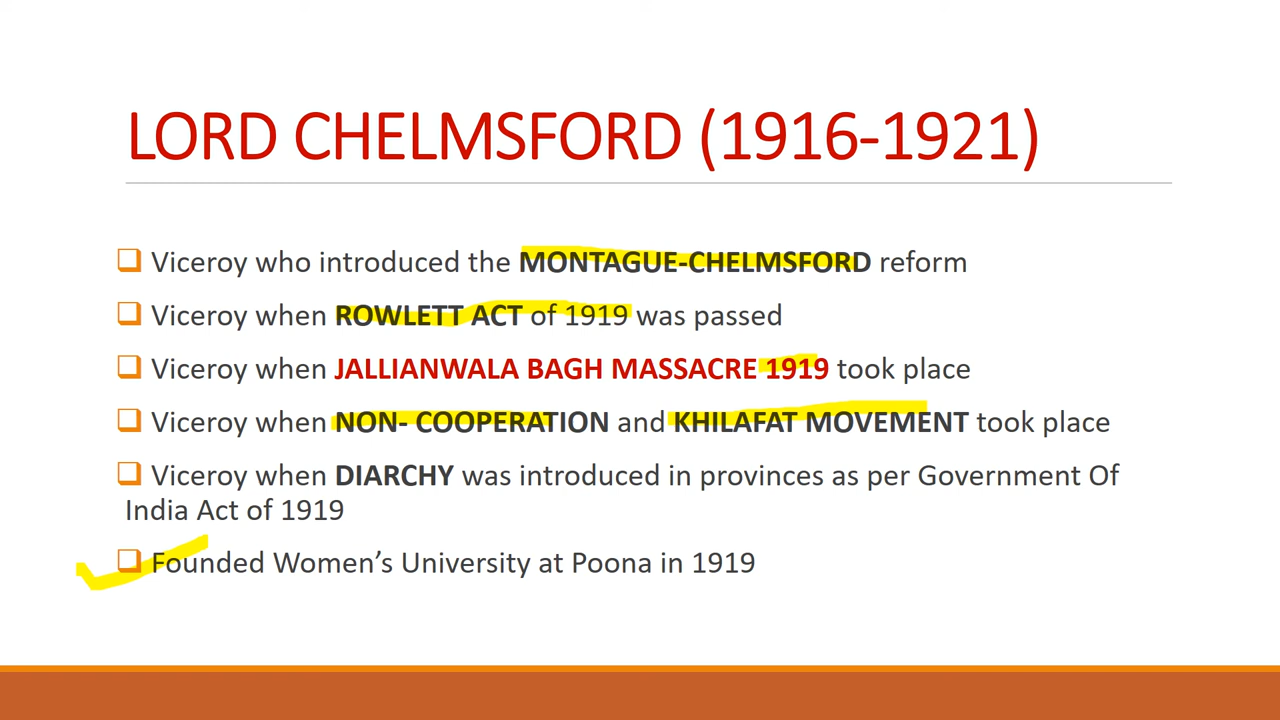 LORD CHELMSFORD (1916-1921)
Viceroy who introduced the MONTAGUE-CHELMSFORD reform
Viceroy when ROWLETT ACT of 1919 was passed
Viceroy when JALLIANWALA BAGH MASSACRE 1919 took place
Viceroy when NON- COOPERATION and KHILAFAT MOVEMENT took place
Viceroy when DIARCHY was introduced in provinces as per Government Of
India Act of 1919
Founded Women’s University at Poona in 1919